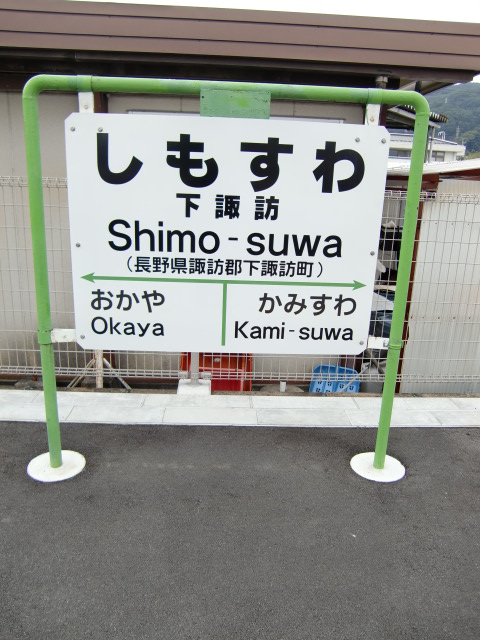 しもすわ
下諏訪
Shimo-suwa
(長野県諏訪郡下諏訪町)
おかや かみすわ
Okaya Kami-suwa